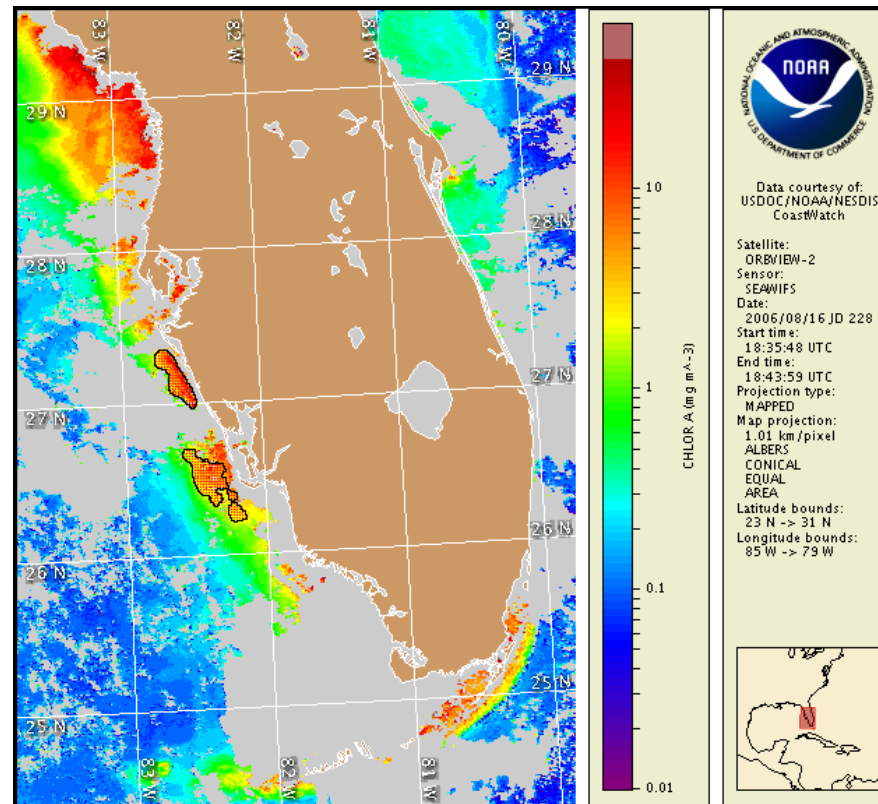 83 W
82 W
81 W
80 W
29 N
29 N
28 N
28 N
27 N
27 N
26 N
26 N
25 N
25 N
83 W
82 W
81 W
10
1
0.1
0.01
CHLOR A (mg m^-3)
NATIONAL OCEANIC AND ATMOSPHERIC ADMINISTRATION
NOAA
U.S. DEPARTMENT OF COMMERCE
Data courtesy of:
USDOC/NOAA/NESDIS
CoastWatch
Satellite:
ORBVIEW-2
Sensor:
SEAWIFS
Date:
2006/08/16 JD 228
Start time:
18:35:48 UTC
End time:
18:43:59 UTC
Projection type:
MAPPED
Map projection:
1.01 km/pixel
ALBERS
CONICAL
EQUAL
AREA
Latitude bounds:
23 N -> 31 N
Longitude bounds:
85 W -> 79 W